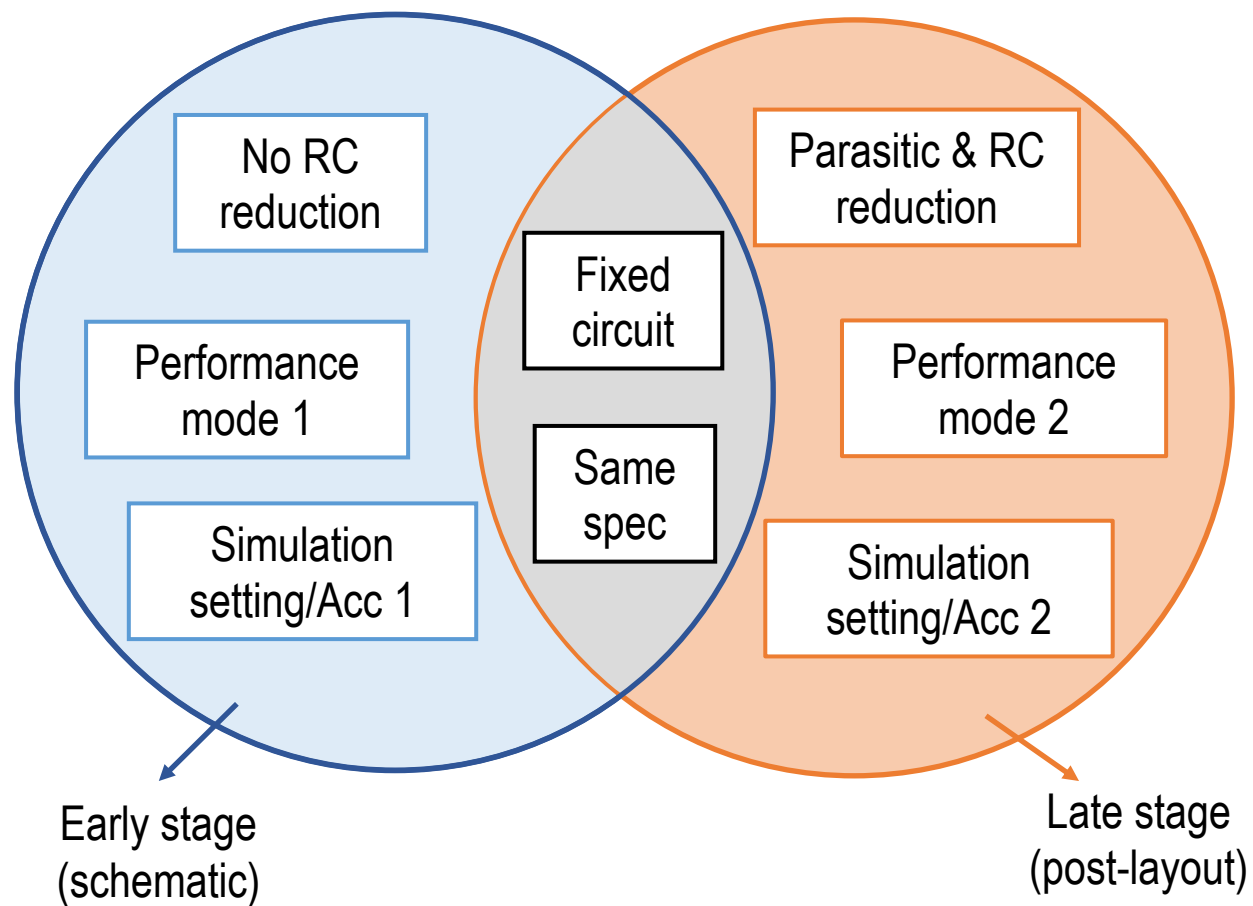 No RC
reduction
Performance
mode 1
Simulation
setting/Acc 1
Fixed
circuit
Same
spec
Parasitic & RC
reduction
Performance
mode 2
Simulation
setting/Acc 2
Early stage
(schematic)
Late stage
(post-layout)